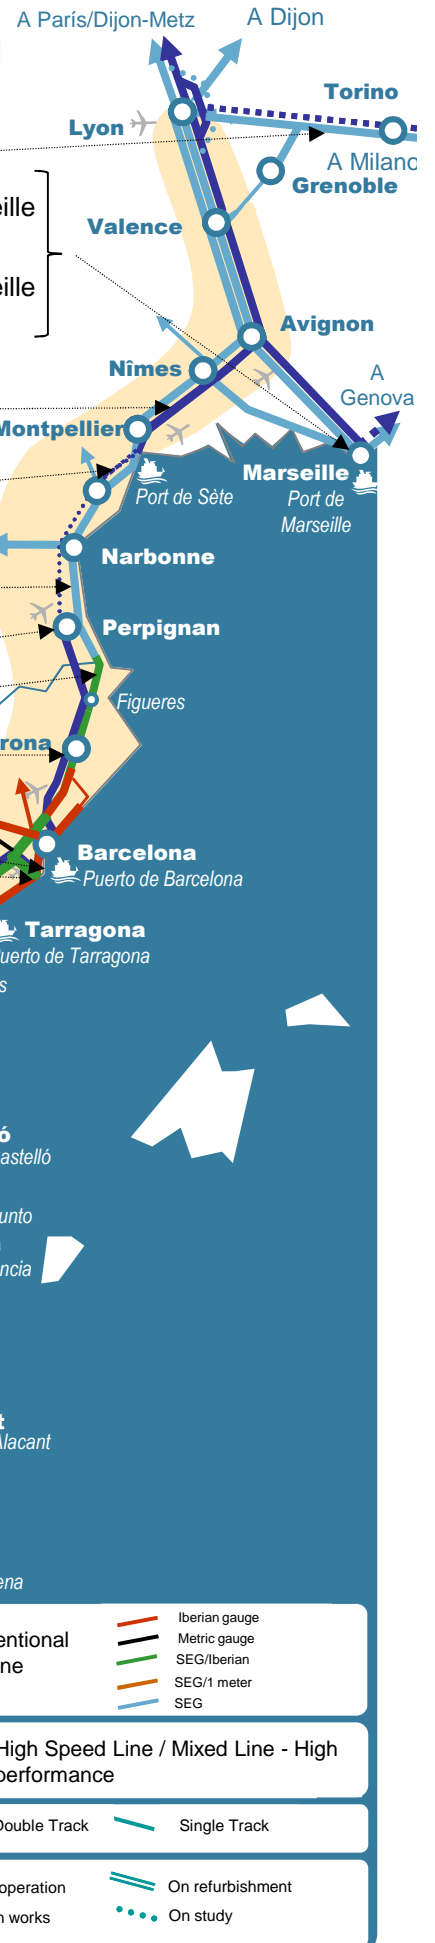 A París/Dijon-Metz
A Dijon
Torino
Lyon
A Milano
Grenoble
Valence
Avignon
Nîmes
A
Genova
Montpellier
Marseille
Port de Sète
Port de
Marseille
Narbonne
Perpignan
Figueres
Barcelona
Puerto de Barcelona
Tarragona
uerto de Tarragona
s
ó
astelló
unto
ncia
t
Alacant
ena
entional
ne
Iberian gauge
Metric gauge
SEG/Iberian
SEG/1 meter
SEG
High Speed Line / Mixed Line - High
performance
Double Track
Single Track
operation
On refurbishment
n works
On study
eille
eille
rona